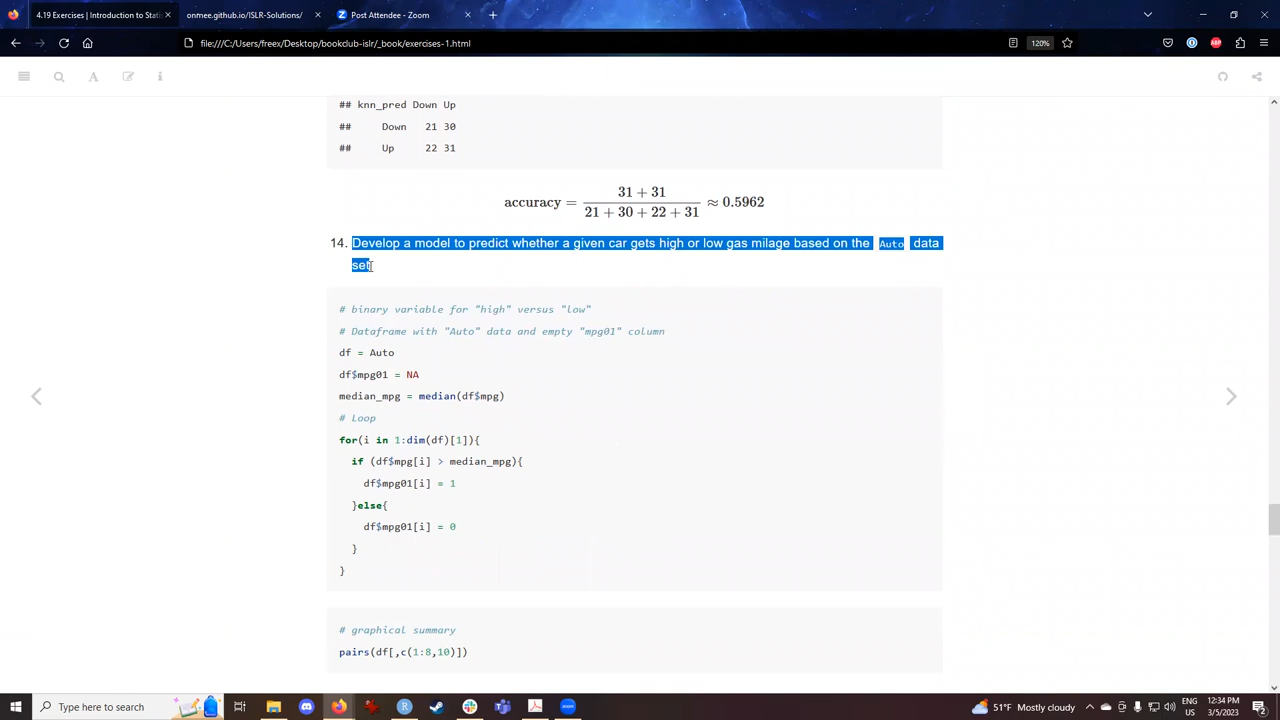 4.19 Exercises | Introduction to Stati
onmee.github.io/ISLR-Solutions/
Post Attendee - Zoom
file:///C:/Users/freex/Desktop/bookclub-islr/_book/exercises-1.html
120%
## knn_pred Down Up
## Down 21 30
## Up 22 31
accuracy = 31 + 31 / 21 + 30 + 22 + 31 ≈ 0.5962
14. Develop a model to predict whether a given car gets high or low gas milage based on the Auto data
set
# binary variable for "high" versus "low"
# Dataframe with "Auto" data and empty "mpg01" column
df = Auto
df$mpg01 = NA
median_mpg = median(df$mpg)
# Loop
for(i in 1:dim(df)[1]){
if (df$mpg[i] > median_mpg){
df$mpg01[i] = 1
}else{
df$mpg01[i] = 0
}
}
# graphical summary
pairs(df[,c(1:8,10)])
Type here to search
51°F Mostly cloudy
ENG
12:34 PM
3/5/2023